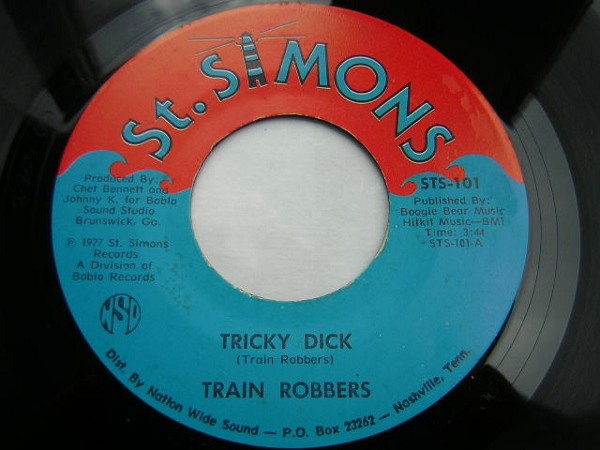 St. SIMONS
Produced By:
Chet Bennett and
Johnny K. for Boblo
Sound Studio
Brunswick, Ga.
℗ 1977 St. Simons
Records
A Division of
Boblo Records
NSD
STS-101
Published By:
Boogie Bear Music
Hitkit Music—BMI
Time: 3:44
STS-101-A
TRICKY DICK
(Train Robbers)
TRAIN ROBBERS
Dist. By Nation Wide Sound — P.O. Box 23262 — Nashville, Tenn.